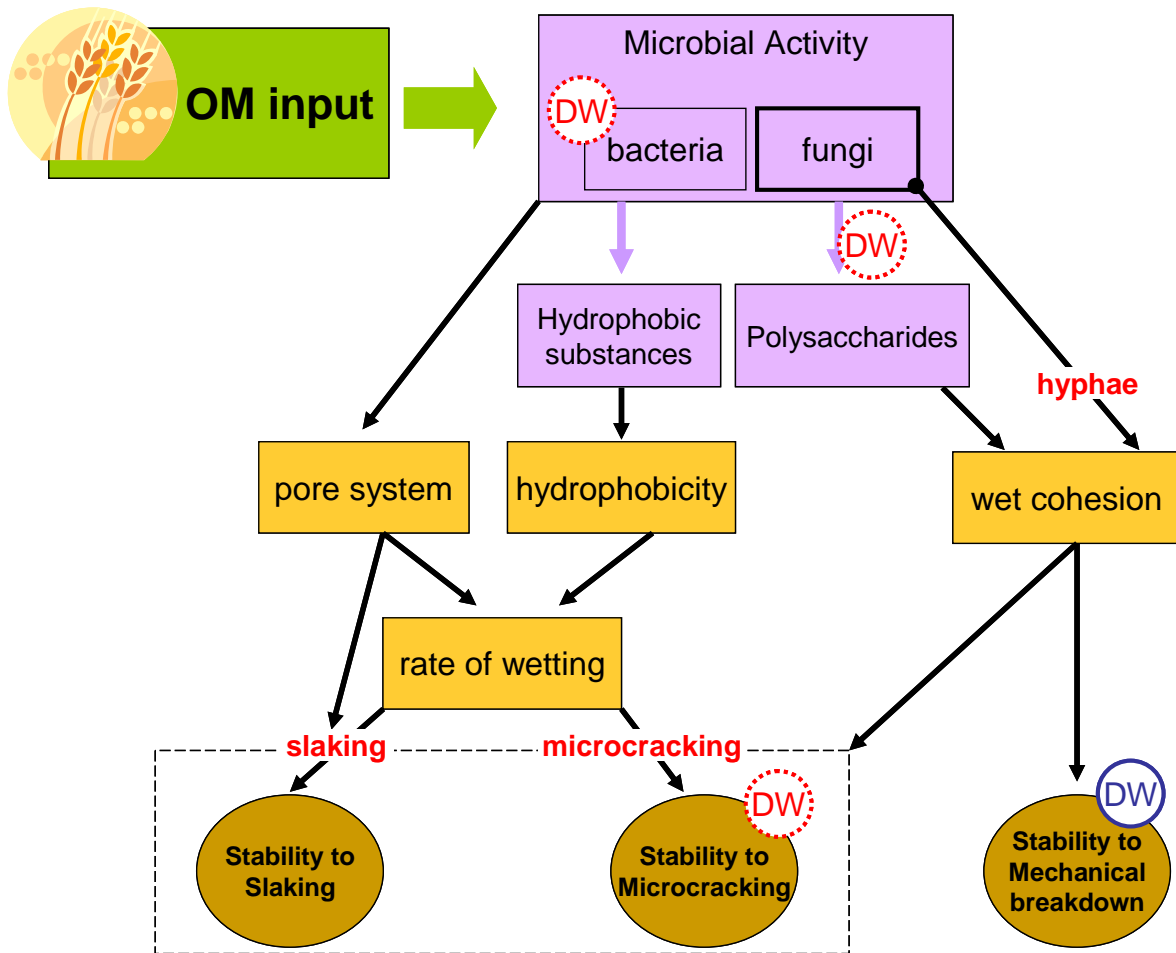 Microbial Activity
OM input
DW
bacteria
fungi
DW
Hydrophobic
substances
Polysaccharides
hyphae
pore system
hydrophobicity
wet cohesion
rate of wetting
slaking
microcracking
DW
DW
Stability to
Slaking
Stability to
Microcracking
Stability to
Mechanical
breakdown